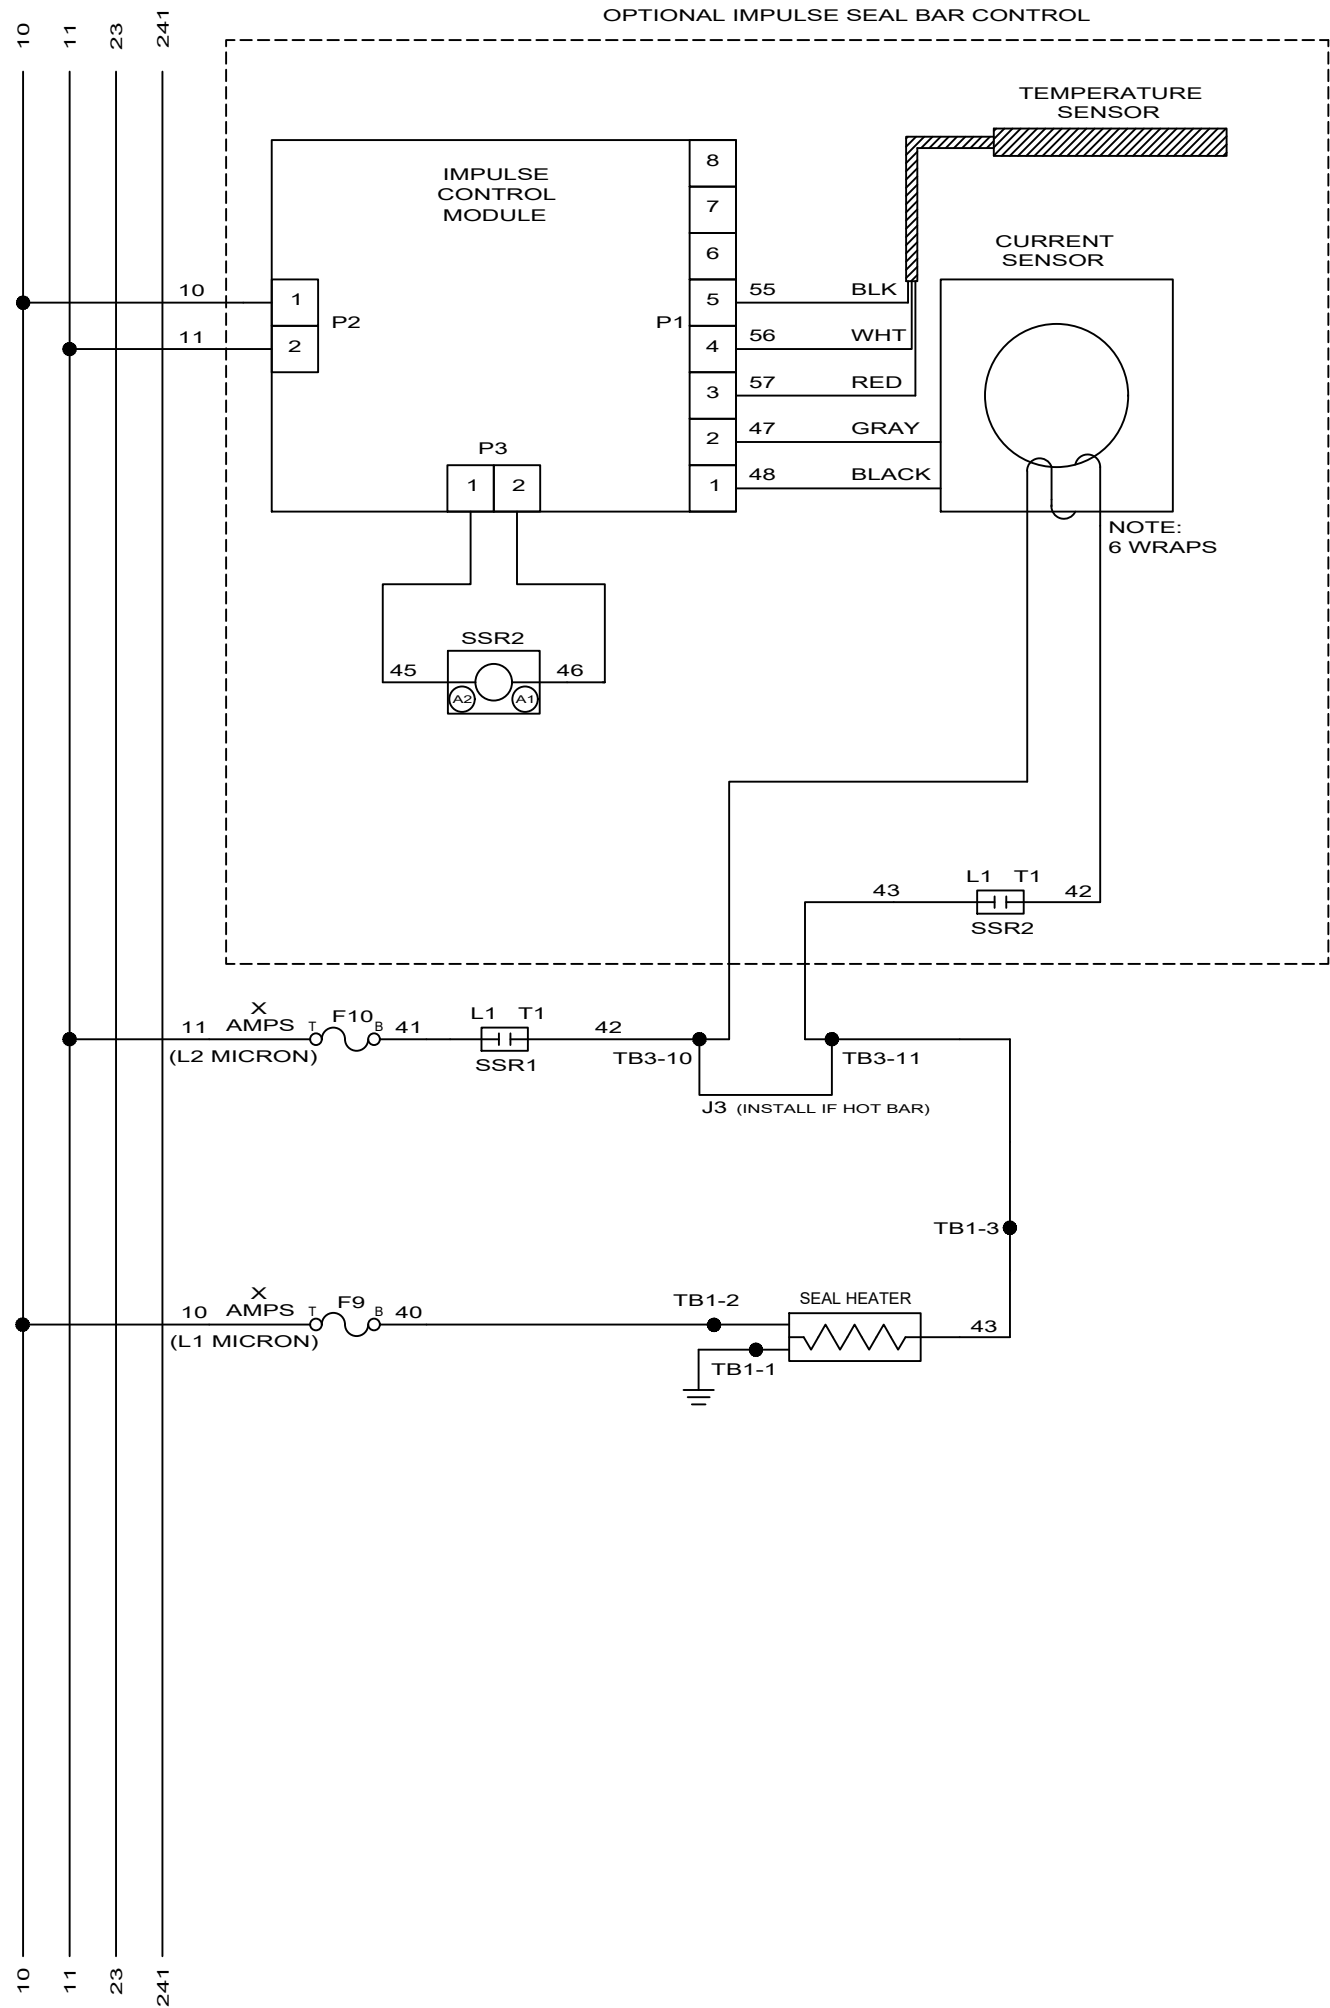 OPTIONAL IMPULSE SEAL BAR CONTROL
10 11 23 241
TEMPERATURE
SENSOR
IMPULSE
CONTROL
MODULE
8
7
6
5
4
3
2
1
P1
CURRENT
SENSOR
10
11
1
2
P2
55 BLK
56 WHT
57 RED
47 GRAY
48 BLACK
P3
1 2
NOTE:
6 WRAPS
SSR2
45 46
A2 A1
L1 T1
43 42
SSR2
X
AMPS
11 T F10 B 41
(L2 MICRON)
L1 T1
42
SSR1
TB3-10
TB3-11
J3 (INSTALL IF HOT BAR)
TB1-3
X
AMPS
10 T F9 B 40
(L1 MICRON)
TB1-2
SEAL HEATER
43
TB1-1
10 11 23 241